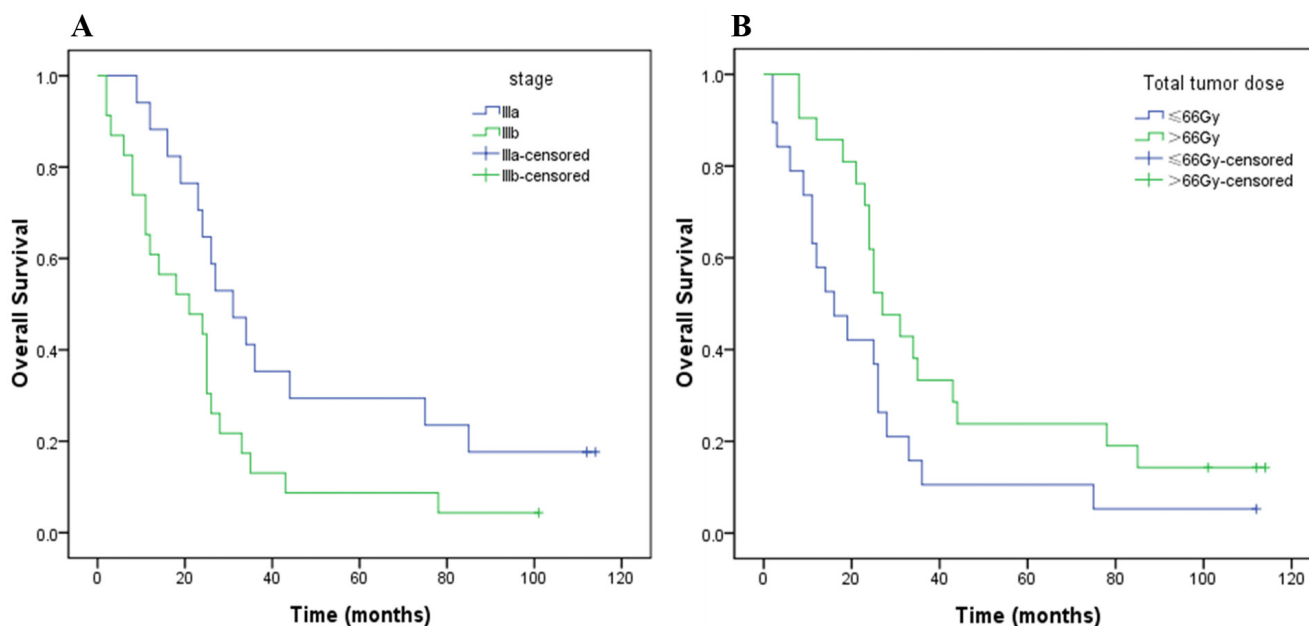 A
stage
IIIa
IIIb
IIIa-censored
IIIb-censored
1.0
0.8
0.6
0.4
0.2
0.0
Overall Survival
0 20 40 60 80 100 120
Time (months)
B
Total tumor dose
≤66Gy
>66Gy
≤66Gy-censored
>66Gy-censored
1.0
0.8
0.6
0.4
0.2
0.0
Overall Survival
0 20 40 60 80 100 120
Time (months)